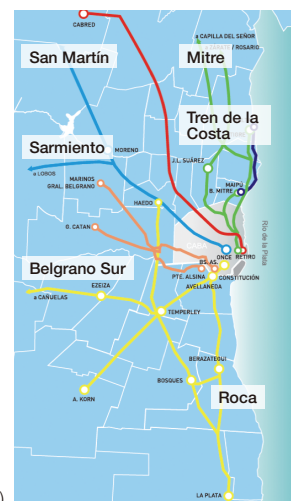 CABRED
a CAPILLA DEL SEÑOR
/ ROSARIO
San Martín
Mitre
Tren de la
Costa
Sarmiento
MORENO
J.L. SUÁREZ
a LOBOS
MARINOS
GRAL. BELGRANO
MAIPÚ
B. MITRE
HAEDO
G. CATAN
CABA
Río de la Plata
ONCE
RETIRO
BS. AS.
Belgrano Sur
PTE. ALSINA
CONSTITUCIÓN
AVELLANEDA
EZEIZA
a CAÑUELAS
TEMPERLEY
BERAZATEGUI
BOSQUES
A. KORN
Roca
LA PLATA
)